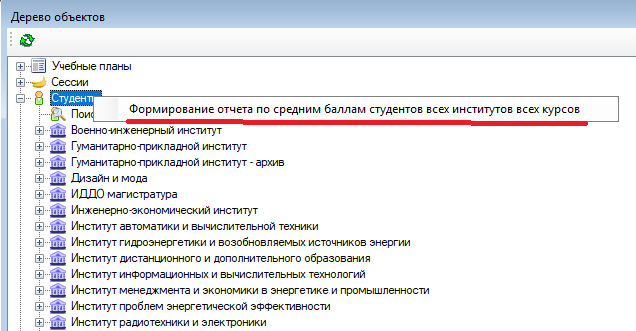 Дерево объектов
Учебные планы
Сессии
Студент
Формирование отчета по средним баллам студентов всех институтов всех курсов
Поис
Военно-инженерный институт
Гуманитарно-прикладной институт
Гуманитарно-прикладной институт - архив
Дизайн и мода
ИДДО магистратура
Инженерно-экономический институт
Институт автоматики и вычислительной техники
Институт гидроэнергетики и возобновляемых источников энергии
Институт дистанционного и дополнительного образования
Институт информационных и вычислительных технологий
Институт менеджмента и экономики в энергетике и промышленности
Институт проблем энергетической эффективности
Институт радиотехники и электроники